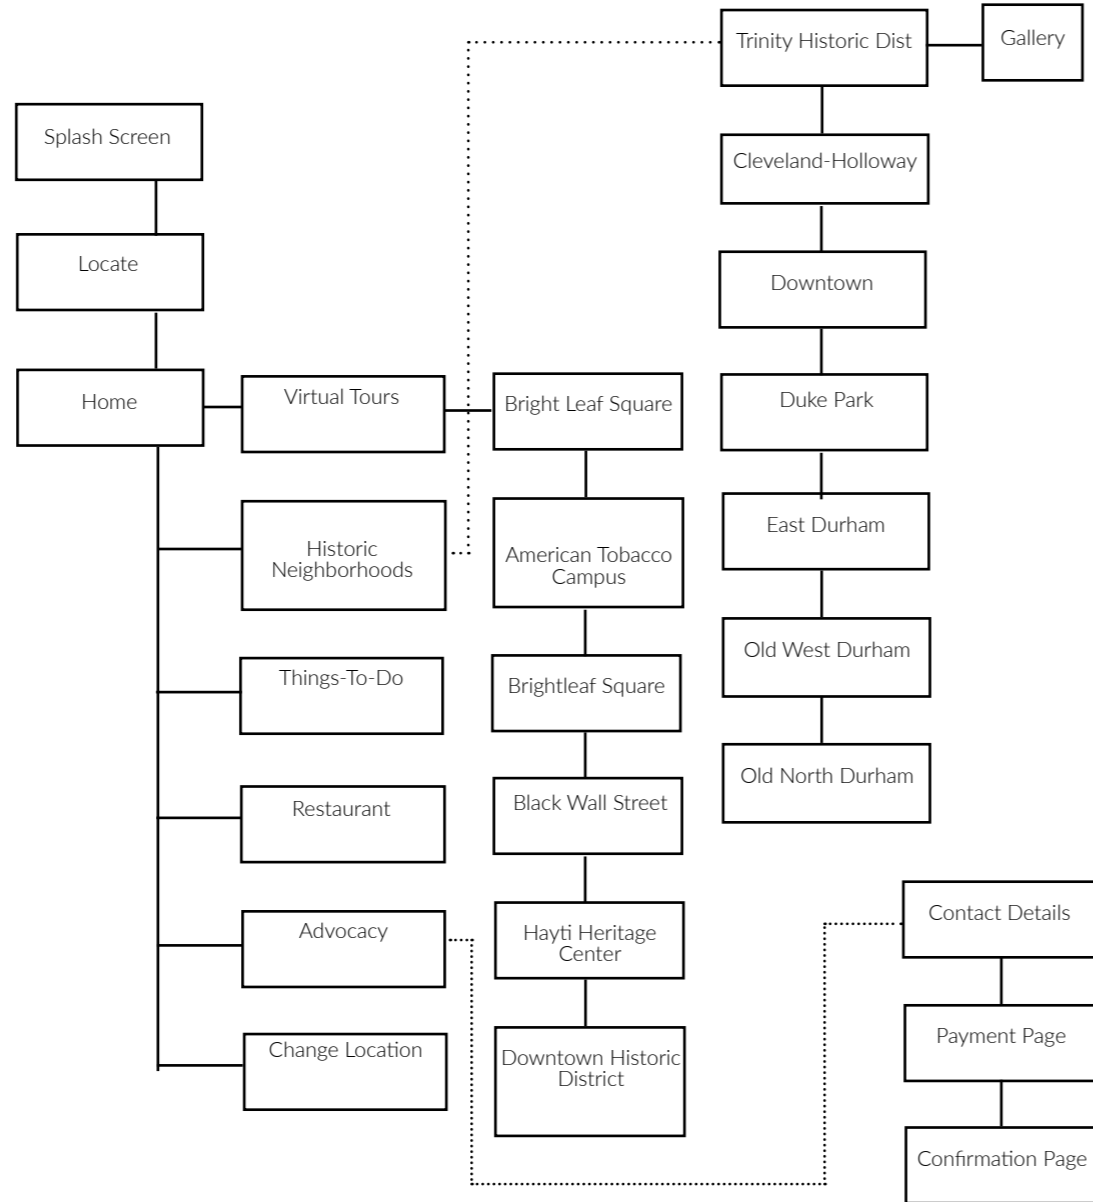 Splash Screen
Locate
Home
Virtual Tours
Historic
Neighborhoods
Things-To-Do
Restaurant
Advocacy
Change Location
Bright Leaf Square
American Tobacco
Campus
Brightleaf Square
Black Wall Street
Hayti Heritage
Center
Downtown Historic
District
Trinity Historic Dist
Gallery
Cleveland-Holloway
Downtown
Duke Park
East Durham
Old West Durham
Old North Durham
Contact Details
Payment Page
Confirmation Page